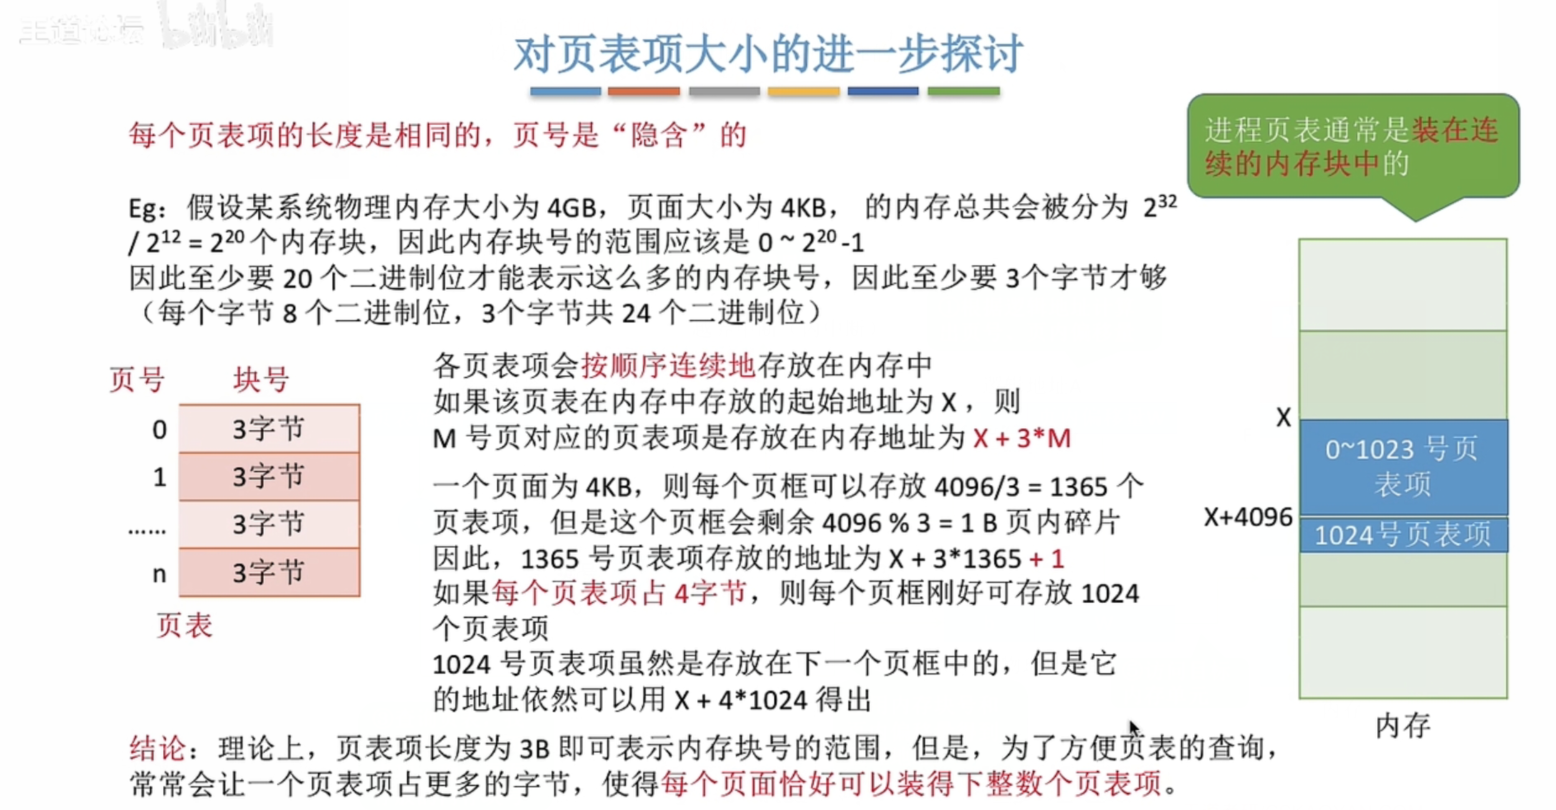 王道论坛 bilibili
对页表项大小的进一步探讨
每个页表项的长度是相同的，页号是“隐含”的
进程页表通常是装在连
续的内存块中的
Eg：假设某系统物理内存大小为 4GB，页面大小为 4KB， 的内存总共会被分为 2³²
/ 2¹² = 2²⁰ 个内存块，因此内存块号的范围应该是 0 ~ 2²⁰ -1
因此至少要 20 个二进制位才能表示这么多的内存块号，因此至少要 3个字节才够
（每个字节 8 个二进制位，3个字节共 24 个二进制位）
页号 块号
0 3字节
1 3字节
…… 3字节
n 3字节
页表
各页表项会按顺序连续地存放在内存中
如果该页表在内存中存放的起始地址为 X ，则
M 号页对应的页表项是存放在内存地址为 X + 3*M
一个页面为 4KB，则每个页框可以存放 4096/3 = 1365 个
页表项，但是这个页框会剩余 4096 % 3 = 1 B 页内碎片
因此，1365 号页表项存放的地址为 X + 3*1365 + 1
如果每个页表项占 4字节，则每个页框刚好可存放 1024
个页表项
1024 号页表项虽然是存放在下一个页框中的，但是它
的地址依然可以用 X + 4*1024 得出
X
0~1023 号页
表项
X+4096
1024号页表项
内存
结论：理论上，页表项长度为 3B 即可表示内存块号的范围，但是，为了方便页表的查询，
常常会让一个页表项占更多的字节，使得每个页面恰好可以装得下整数个页表项。